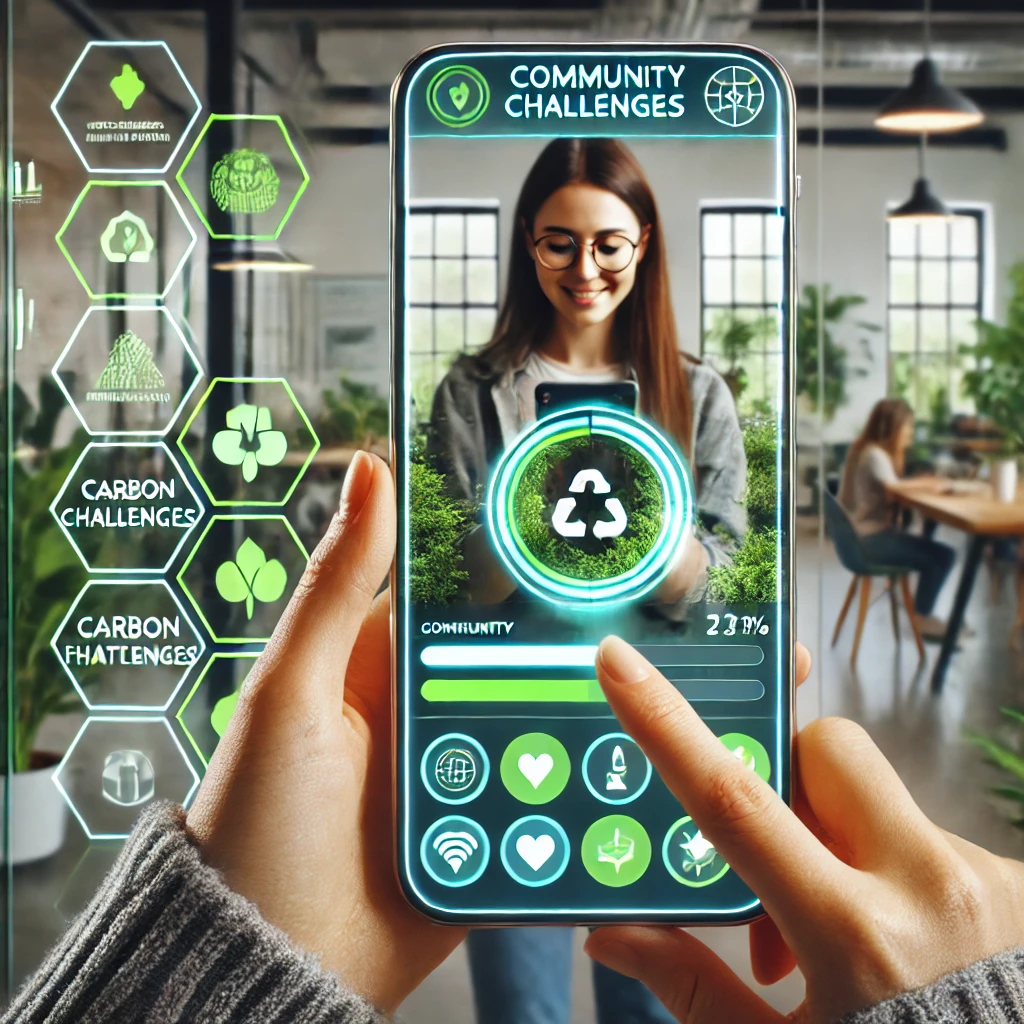 COMMUNITY
CHALLENGES
CARBON
CHALLENGES
CARBON
FHATLENGES
COMMUNITY